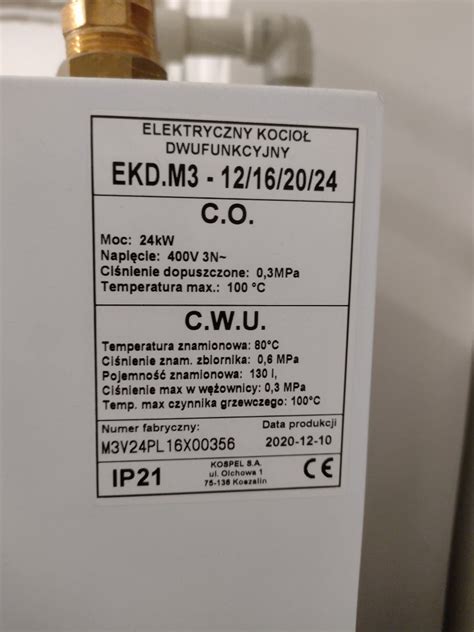 ELEKTRYCZNY KOCIOŁ
DWUFUNKCYJNY
EKD.M3 - 12/16/20/24
C.O.
Moc: 24kW
Napięcie: 400V 3N~
Ciśnienie dopuszczone: 0,3MPa
Temperatura max.: 100 °C
C.W.U.
Temperatura znamionowa: 80°C
Ciśnienie znam. zbiornika: 0,6 MPa
Pojemność znamionowa: 130 l,
Ciśnienie max w wężownicy: 0,3 MPa
Temp. max czynnika grzewczego: 100°C
Numer fabryczny: Data produkcji
M3V24PL16X00356 2020-12-10
IP21
KOSPEL S.A.
ul. Olchowa 1
75-136 Koszalin
CE